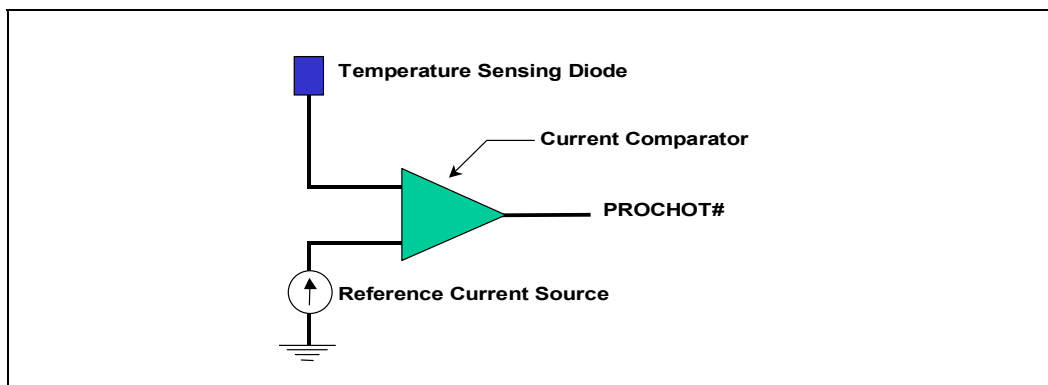 Temperature Sensing Diode
Current Comparator
PROCHOT#
Reference Current Source